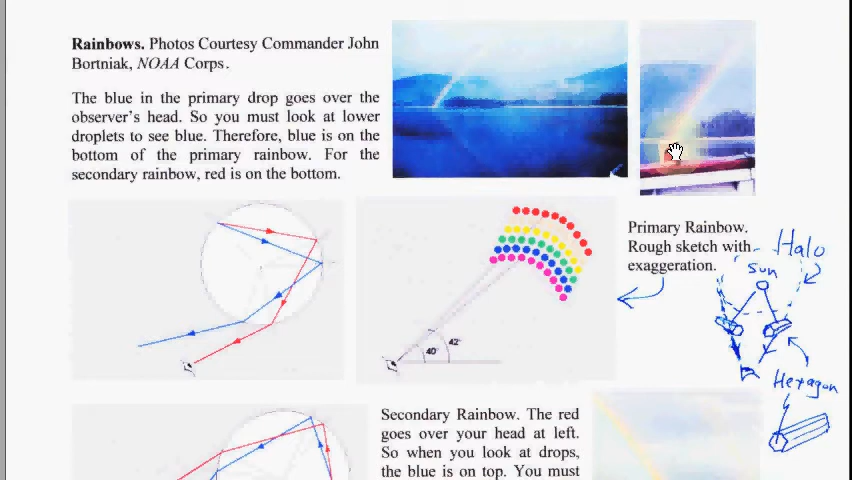 Rainbows. Photos Courtesy Commander John
Bortniak, NOAA Corps.
The blue in the primary drop goes over the
observer's head. So you must look at lower
droplets to see blue. Therefore, blue is on the
bottom of the primary rainbow. For the
secondary rainbow, red is on the bottom.
Primary Rainbow.
Rough sketch with
exaggeration.
Halo
sun
Hexagon
40°
42°
Secondary Rainbow. The red
goes over your head at left.
So when you look at drops,
the blue is on top. You must